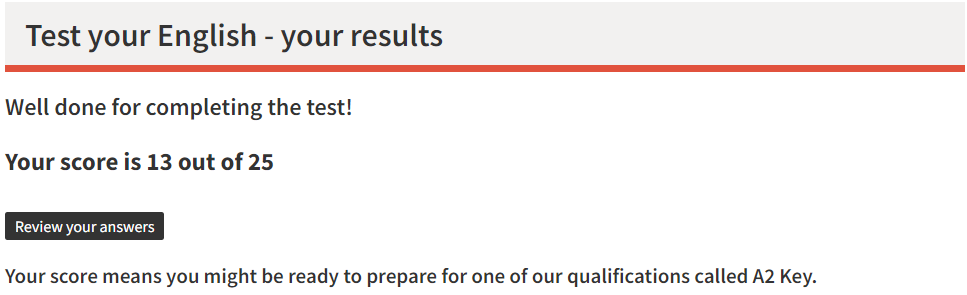 Test your English - your results
Well done for completing the test!
Your score is 13 out of 25
Review your answers
Your score means you might be ready to prepare for one of our qualifications called A2 Key.